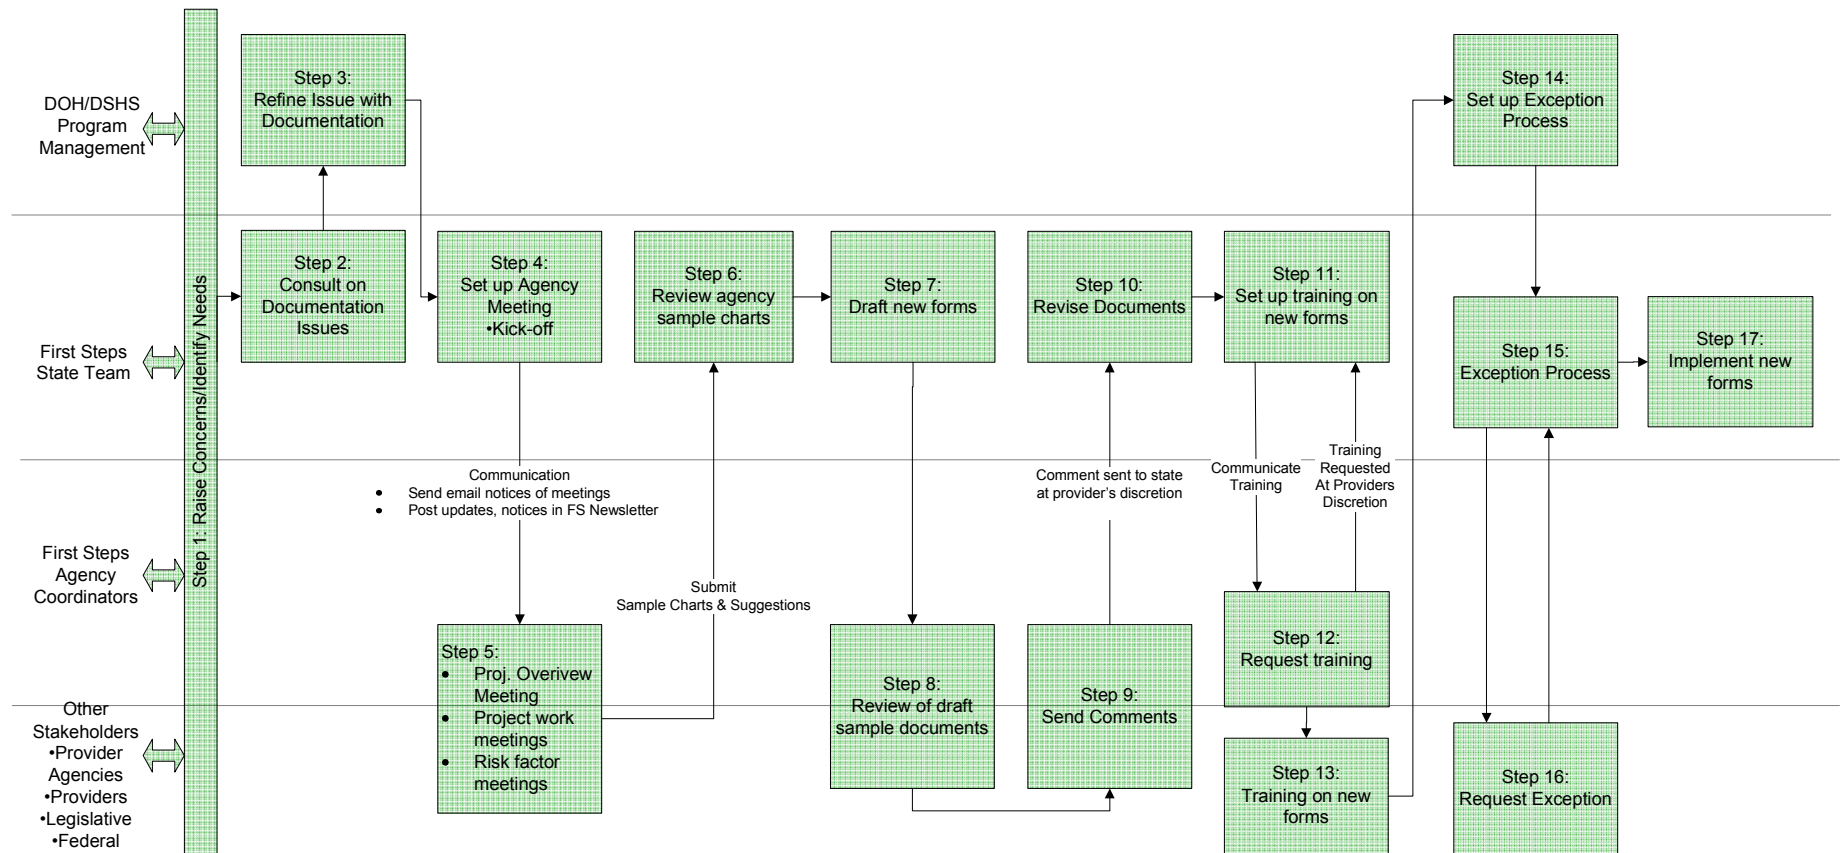 DOH/DSHS
Program
Management
First Steps
State Team
First Steps
Agency
Coordinators
Other
Stakeholders
•Provider
Agencies
•Providers
•Legislative
•Federal
Step 1: Raise Concerns/Identify Needs
Step 2:
Consult on
Documentation
Issues
Step 3:
Refine Issue with
Documentation
Step 4:
Set up Agency
Meeting
•Kick-off
Communication
• Send email notices of meetings
• Post updates, notices in FS Newsletter
Step 5:
• Proj. Overivew
Meeting
• Project work
meetings
• Risk factor
meetings
Submit
Sample Charts & Suggestions
Step 6:
Review agency
sample charts
Step 7:
Draft new forms
Step 8:
Review of draft
sample documents
Step 9:
Send Comments
Comment sent to state
at provider’s discretion
Step 10:
Revise Documents
Step 11:
Set up training on
new forms
Communicate
Training
Training
Requested
At Providers
Discretion
Step 12:
Request training
Step 13:
Training on new
forms
Step 14:
Set up Exception
Process
Step 15:
Exception Process
Step 16:
Request Exception
Step 17:
Implement new
forms